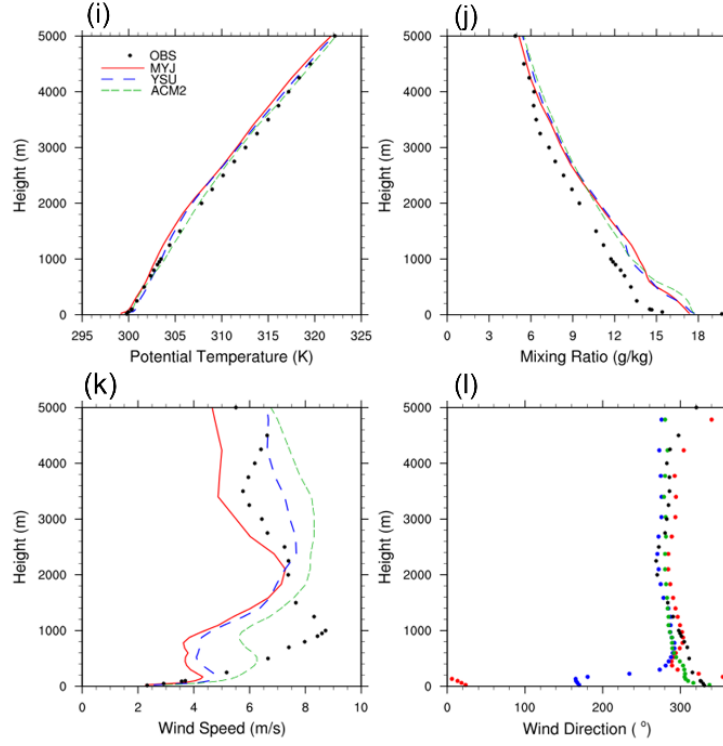 (i)
(j)
5000
4000
3000
2000
1000
0
Height (m)
OBS
MYJ
YSU
ACM2
295 300 305 310 315 320 325
Potential Temperature (K)
5000
4000
3000
2000
1000
0
Height (m)
0 3 6 9 12 15 18
Mixing Ratio (g/kg)
(k)
(l)
5000
4000
3000
2000
1000
0
Height (m)
0 2 4 6 8 10
Wind Speed (m/s)
5000
4000
3000
2000
1000
0
Height (m)
0 100 200 300
Wind Direction ( °)